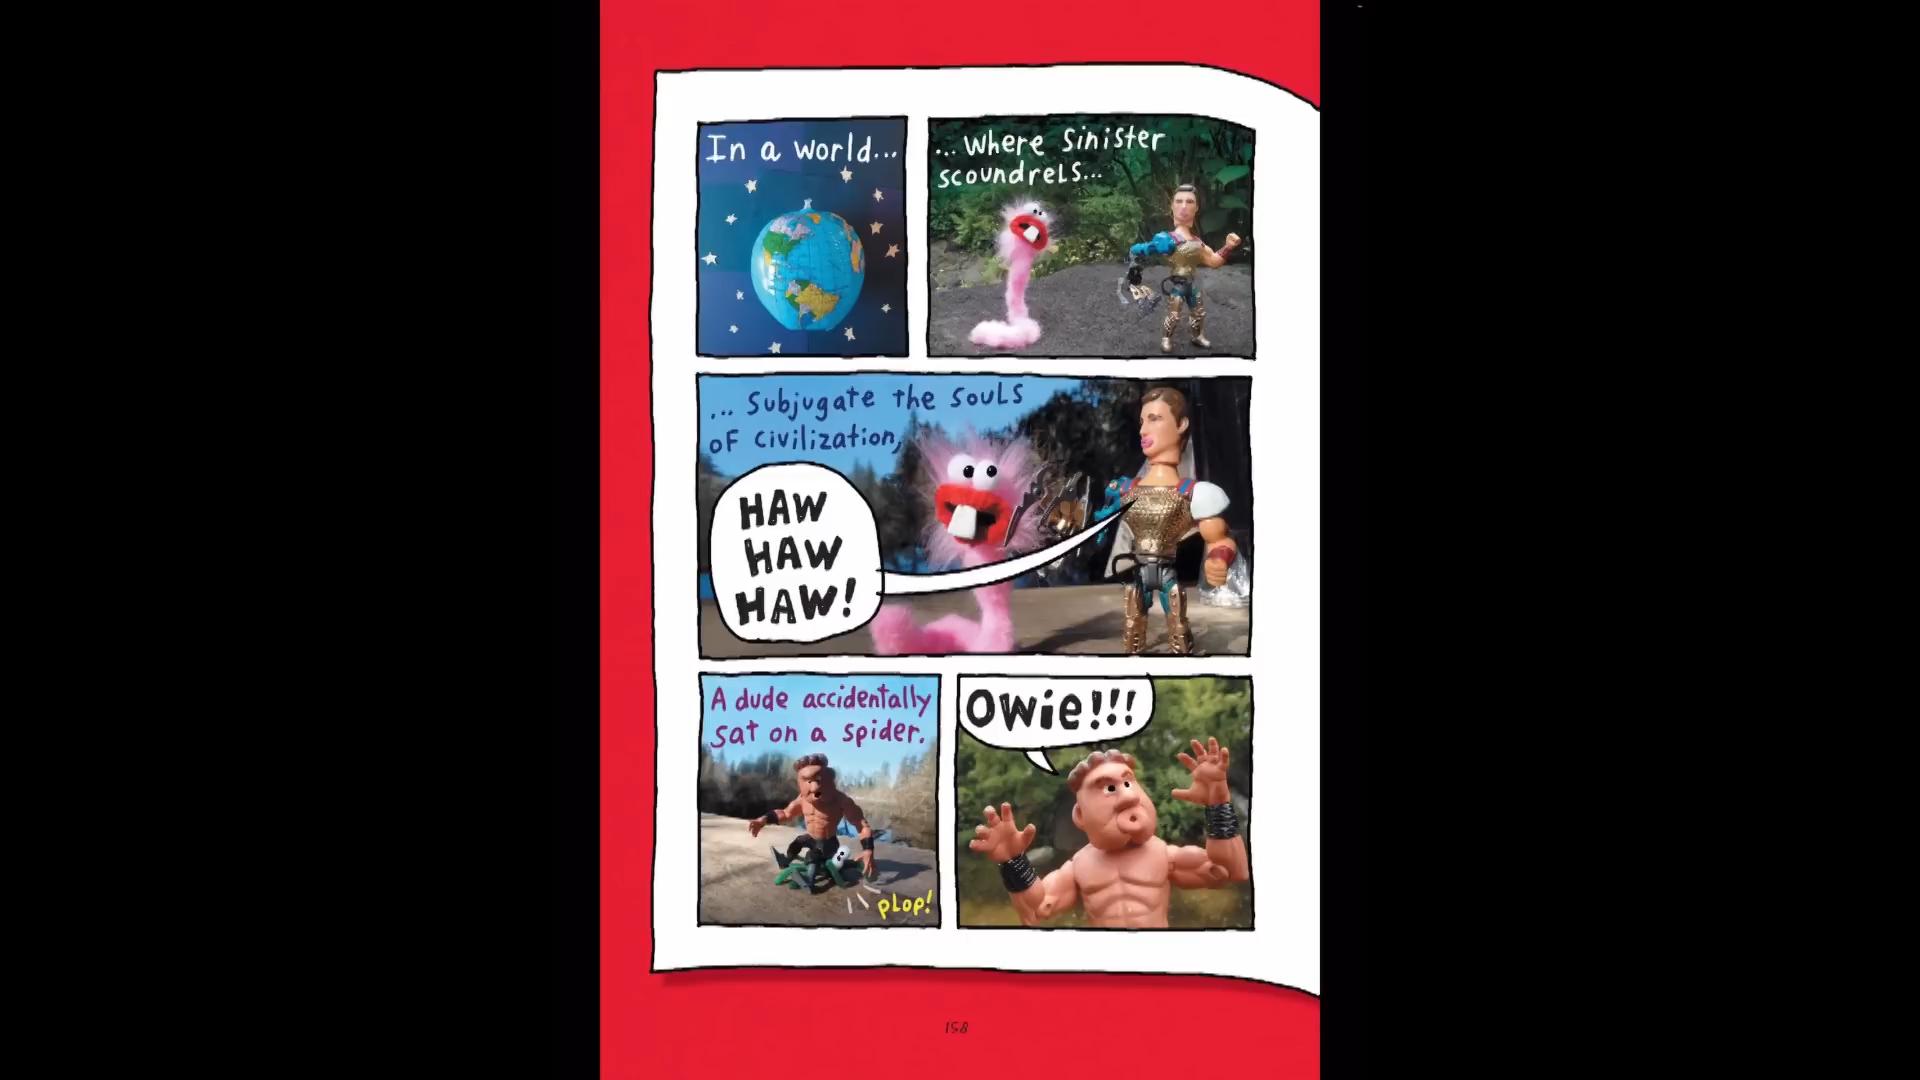 In a world...
... Where sinister
scoundrels...
... Subjugate the souls
of civilization,
HAW
HAW
HAW!
A dude accidentally
sat on a spider.
PLOP!
Owie!!!
158